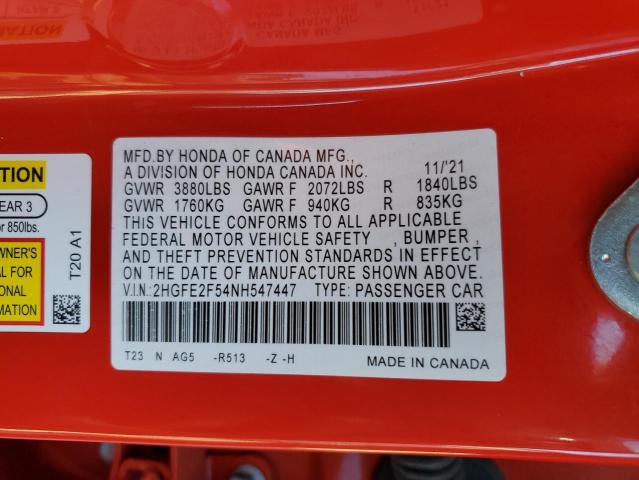 MFD.BY HONDA OF CANADA MFG.,
A DIVISION OF HONDA CANADA INC. 11/'21
GVWR 3880LBS GAWR F 2072LBS R 1840LBS
GVWR 1760KG GAWR F 940KG R 835KG
THIS VEHICLE CONFORMS TO ALL APPLICABLE
FEDERAL MOTOR VEHICLE SAFETY , BUMPER ,
AND THEFT PREVENTION STANDARDS IN EFFECT
ON THE DATE OF MANUFACTURE SHOWN ABOVE.
V.I.N:2HGFE2F54NH547447 TYPE: PASSENGER CAR
T23 N AG5 -R513 -Z -H MADE IN CANADA
TION
EAR 3
r 850lbs.
WNER'S
AL FOR
ONAL
MATION
T20 A1